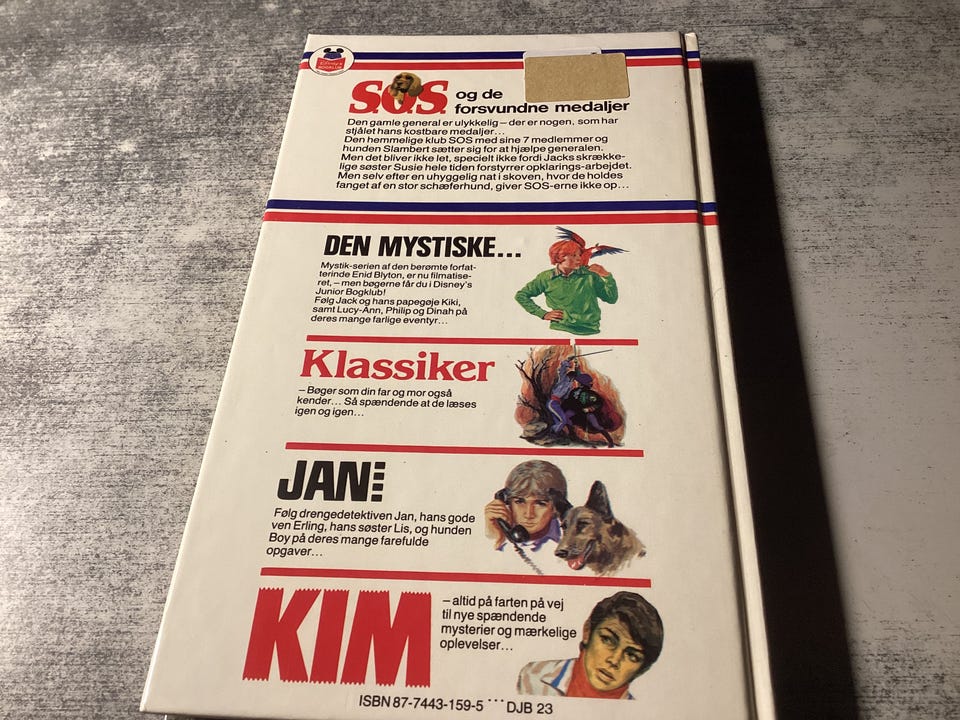 Disney's
S.O.S. og de
forsvundne medaljer
Den gamle general er ulykkelig – der er nogen, som har
stjålet hans kostbare medaljer...
Den hemmelige klub SOS med sine 7 medlemmer og
hunden Slambert sætter sig for at hjælpe generalen.
Men det bliver ikke let, specielt ikke fordi Jacks skrække-
lige søster Susie hele tiden forstyrrer opklarings-arbejdet.
Men selv efter en uhyggelig nat i skoven, hvor de holdes
fanget af en stor schæferhund, giver SOS-erne ikke op...
DEN MYSTISKE...
Mystik-serien af den berømte forfat-
terinde Enid Blyton, er nu filmatise-
ret, – men bøgerne får du i Disney's
Junior Bogklub!
Følg Jack og hans papegøje Kiki,
samt Lucy-Ann, Philip og Dinah på
deres mange farlige eventyr...
Klassiker
– Bøger som din far og mor også
kender... Så spændende at de læses
igen og igen...
JAN
Følg drengedetektiven Jan, hans gode
ven Erling, hans søster Lis, og hunden
Boy på deres mange farefulde
opgaver...
KIM
– altid på farten på vej
til nye spændende
mysterier og mærkelige
oplevelser...
ISBN 87-7443-159-5 ... DJB 23